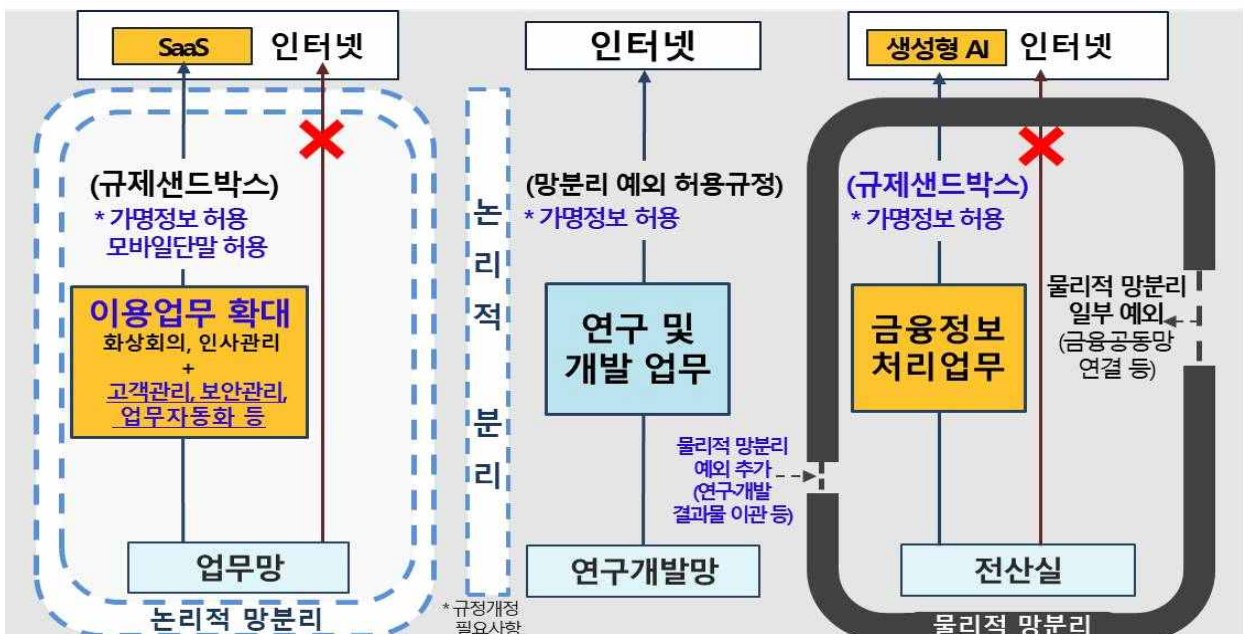 SaaS 인터넷
(규제샌드박스)
* 가명정보 허용
모바일단말 허용
이용업무 확대
화상회의, 인사관리
+
고객관리, 보안관리,
업무자동화 등
업무망
논리적 망분리
논
리
적
분
리
* 규정개정
필요사항
인터넷
(망분리 예외 허용규정)
* 가명정보 허용
연구 및
개발 업무
물리적 망분리
예외 추가
(연구·개발
결과물 이관 등)
연구개발망
생성형 AI 인터넷
(규제샌드박스)
* 가명정보 허용
금융정보
처리업무
물리적 망분리
일부 예외
(금융공동망
연결 등)
전산실
물리적 망분리